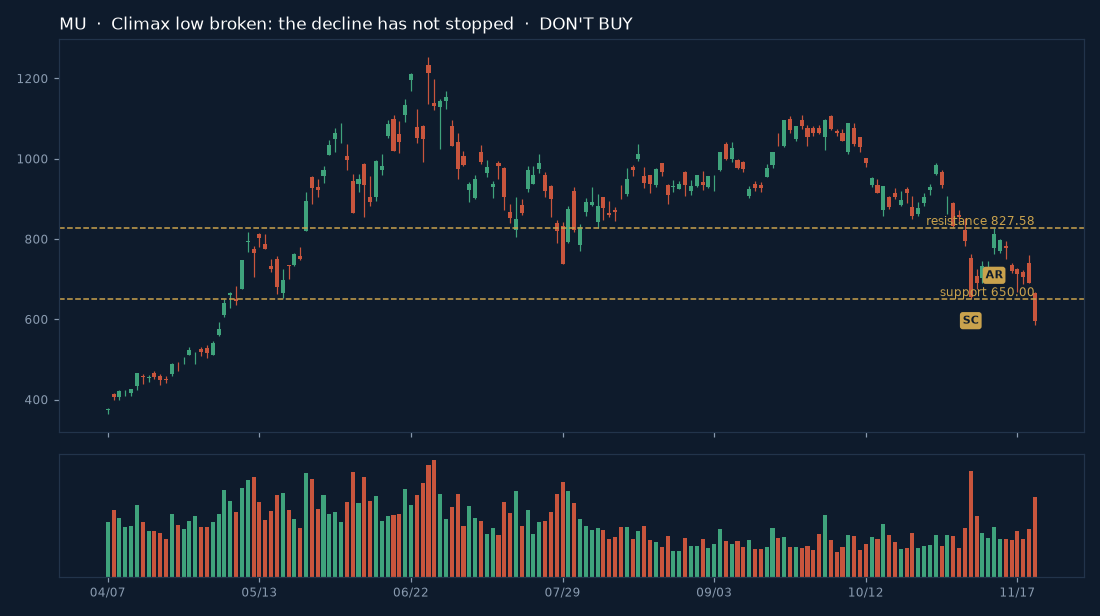 MU · Climax low broken: the decline has not stopped · DON'T BUY
1200
1000
800
600
400
resistance 827.58
AR
support 650.00
SC
04/07 05/13 06/22 07/29 09/03 10/12 11/17